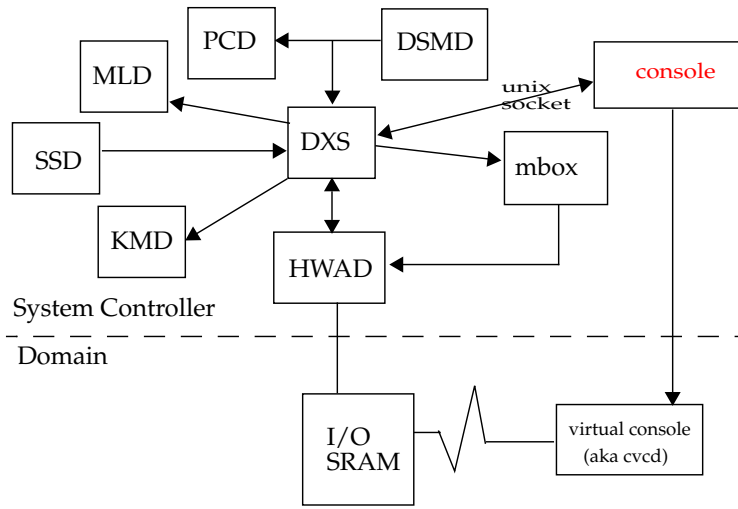 PCD
DSMD
MLD
console
unix
socket
DXS
SSD
mbox
KMD
HWAD
System Controller
Domain
I/O
SRAM
virtual console
(aka cvcd)